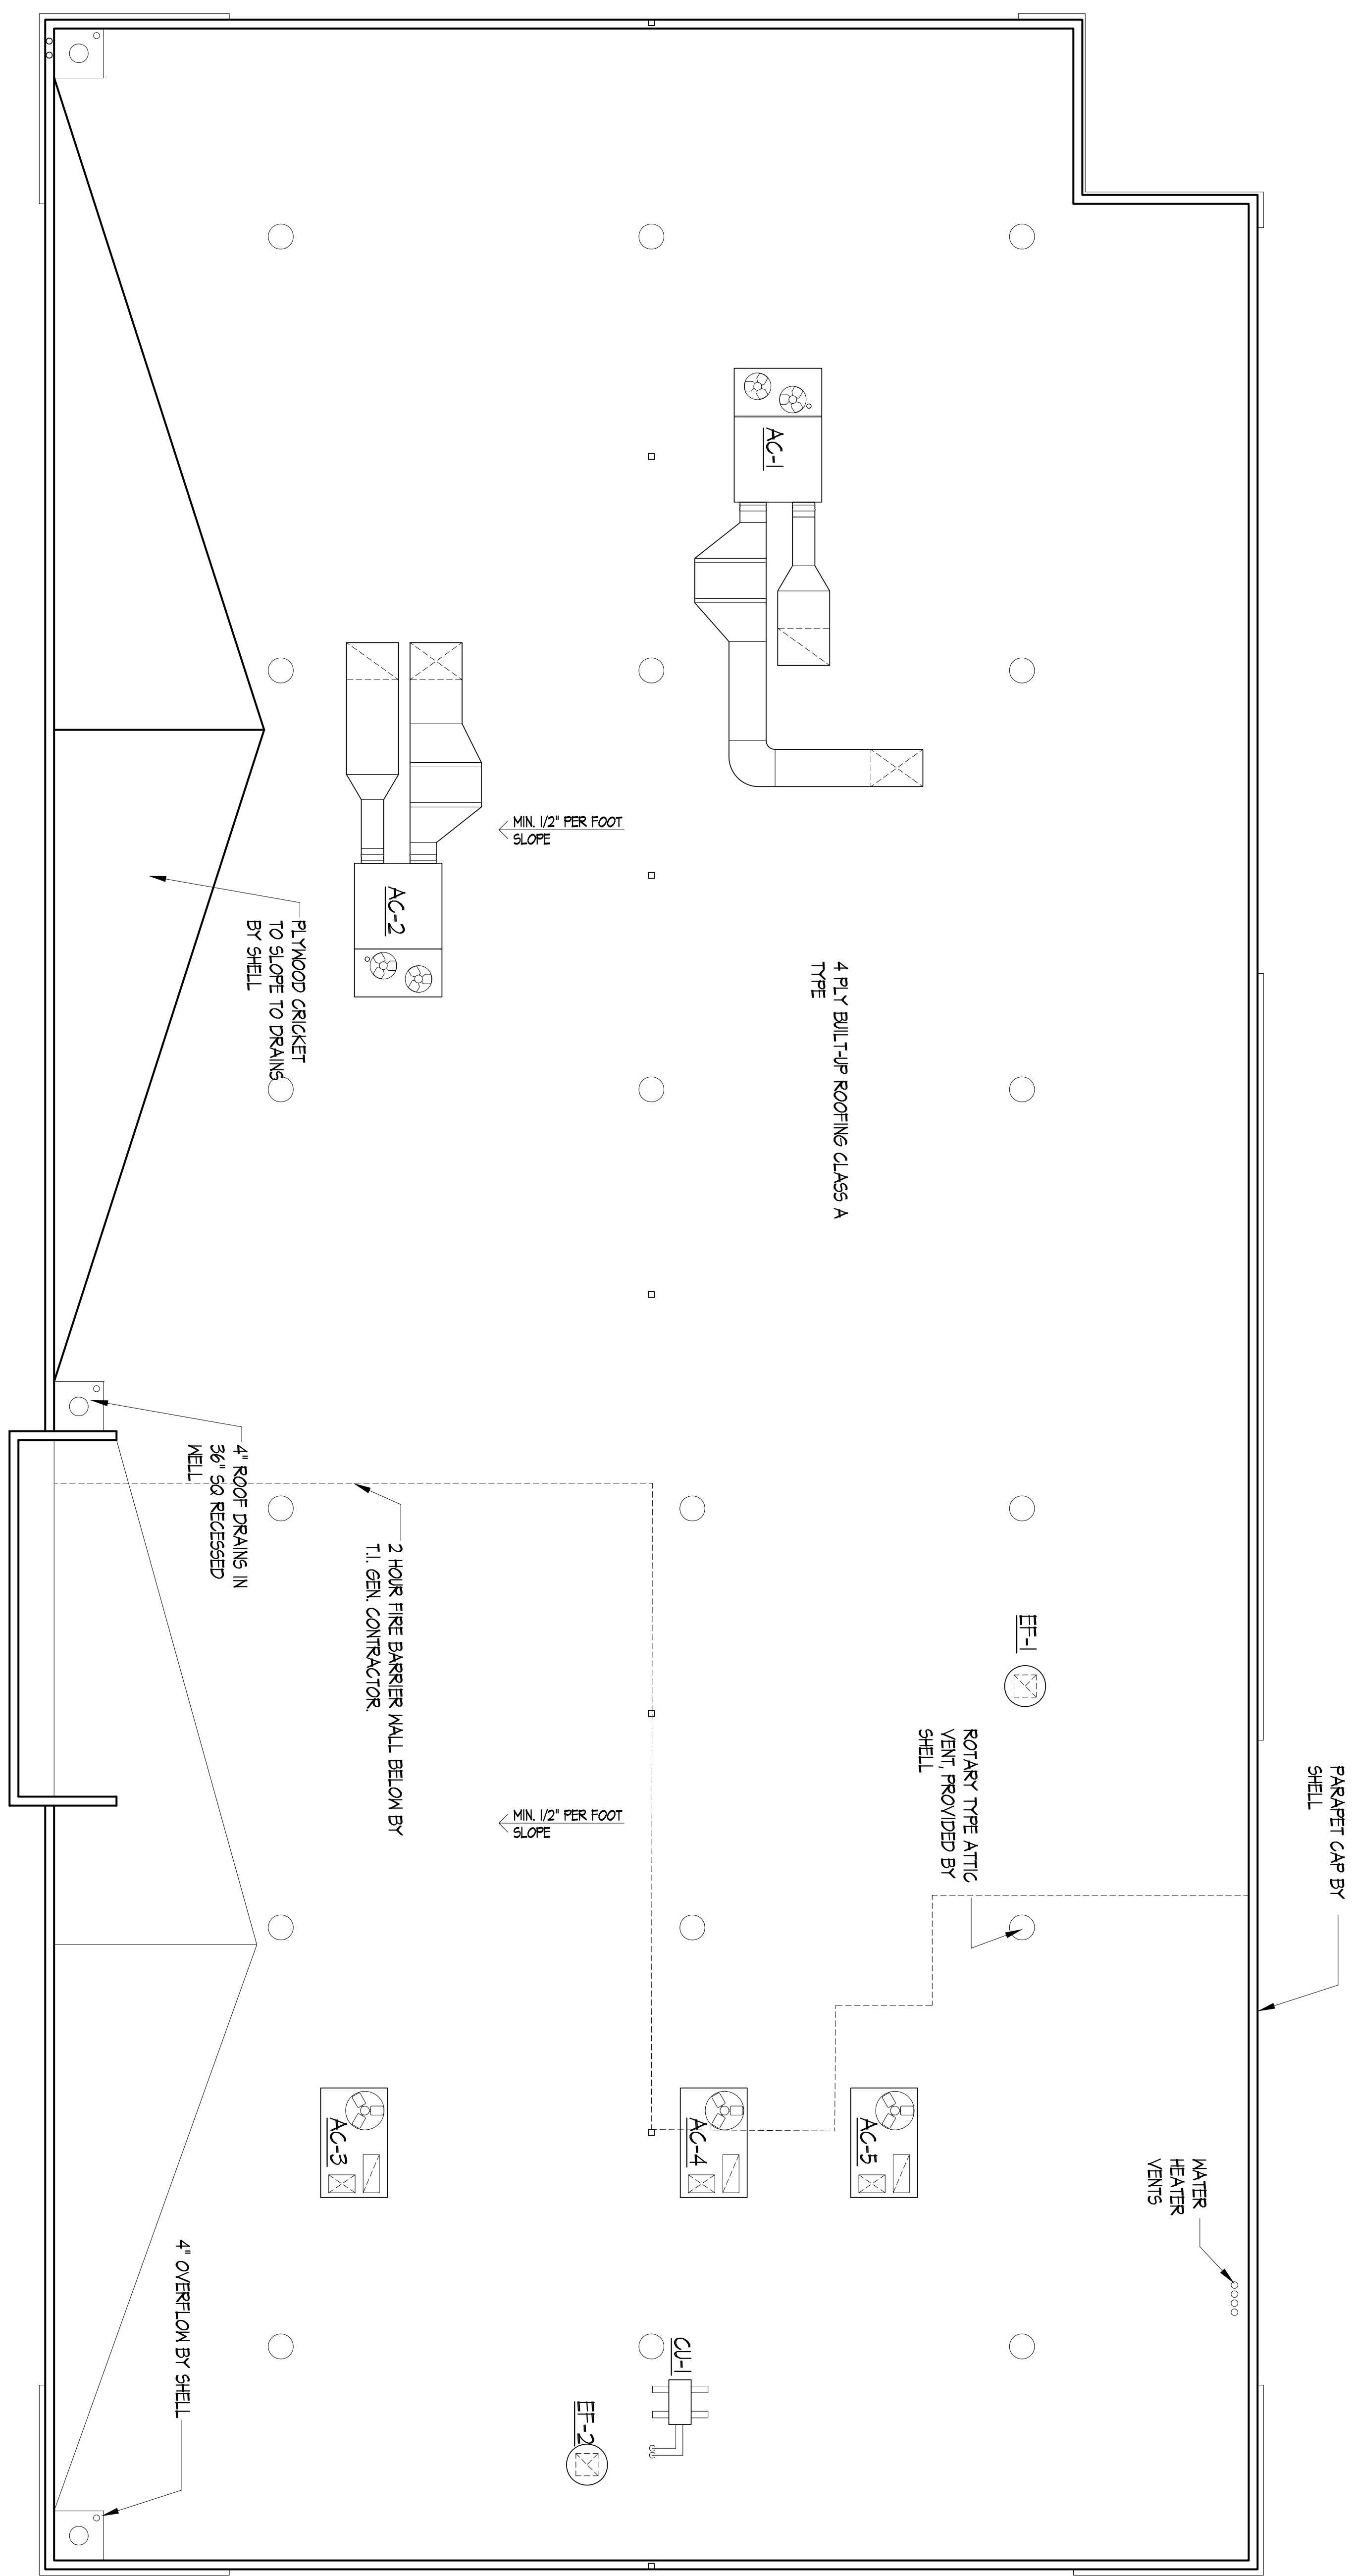 PARAPET CAP BY
SHELL
WATER
HEATER
VENTS
EF-1
ROTARY TYPE ATTIC
VENT, PROVIDED BY
SHELL
AC-5
4 PLY BUILT-UP ROOFING CLASS A
TYPE
AC-1
AC-4
CU-1
EF-2
MIN. 1/2" PER FOOT
SLOPE
MIN. 1/2" PER FOOT
SLOPE
AC-2
2 HOUR FIRE BARRIER WALL BELOW BY
T.I. GEN. CONTRACTOR.
AC-3
PLYWOOD CRICKET
TO SLOPE TO DRAINS
BY SHELL
4" ROOF DRAINS IN
36" SQ RECESSED
WELL
4" OVERFLOW BY SHELL